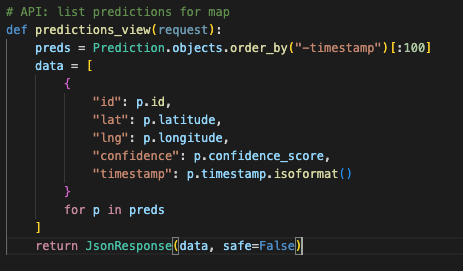 # API: list predictions for map
def predictions_view(request):
    preds = Prediction.objects.order_by("-timestamp")[:100]
    data = [
        {
            "id": p.id,
            "lat": p.latitude,
            "lng": p.longitude,
            "confidence": p.confidence_score,
            "timestamp": p.timestamp.isoformat()
        }
        for p in preds
    ]
    return JsonResponse(data, safe=False)